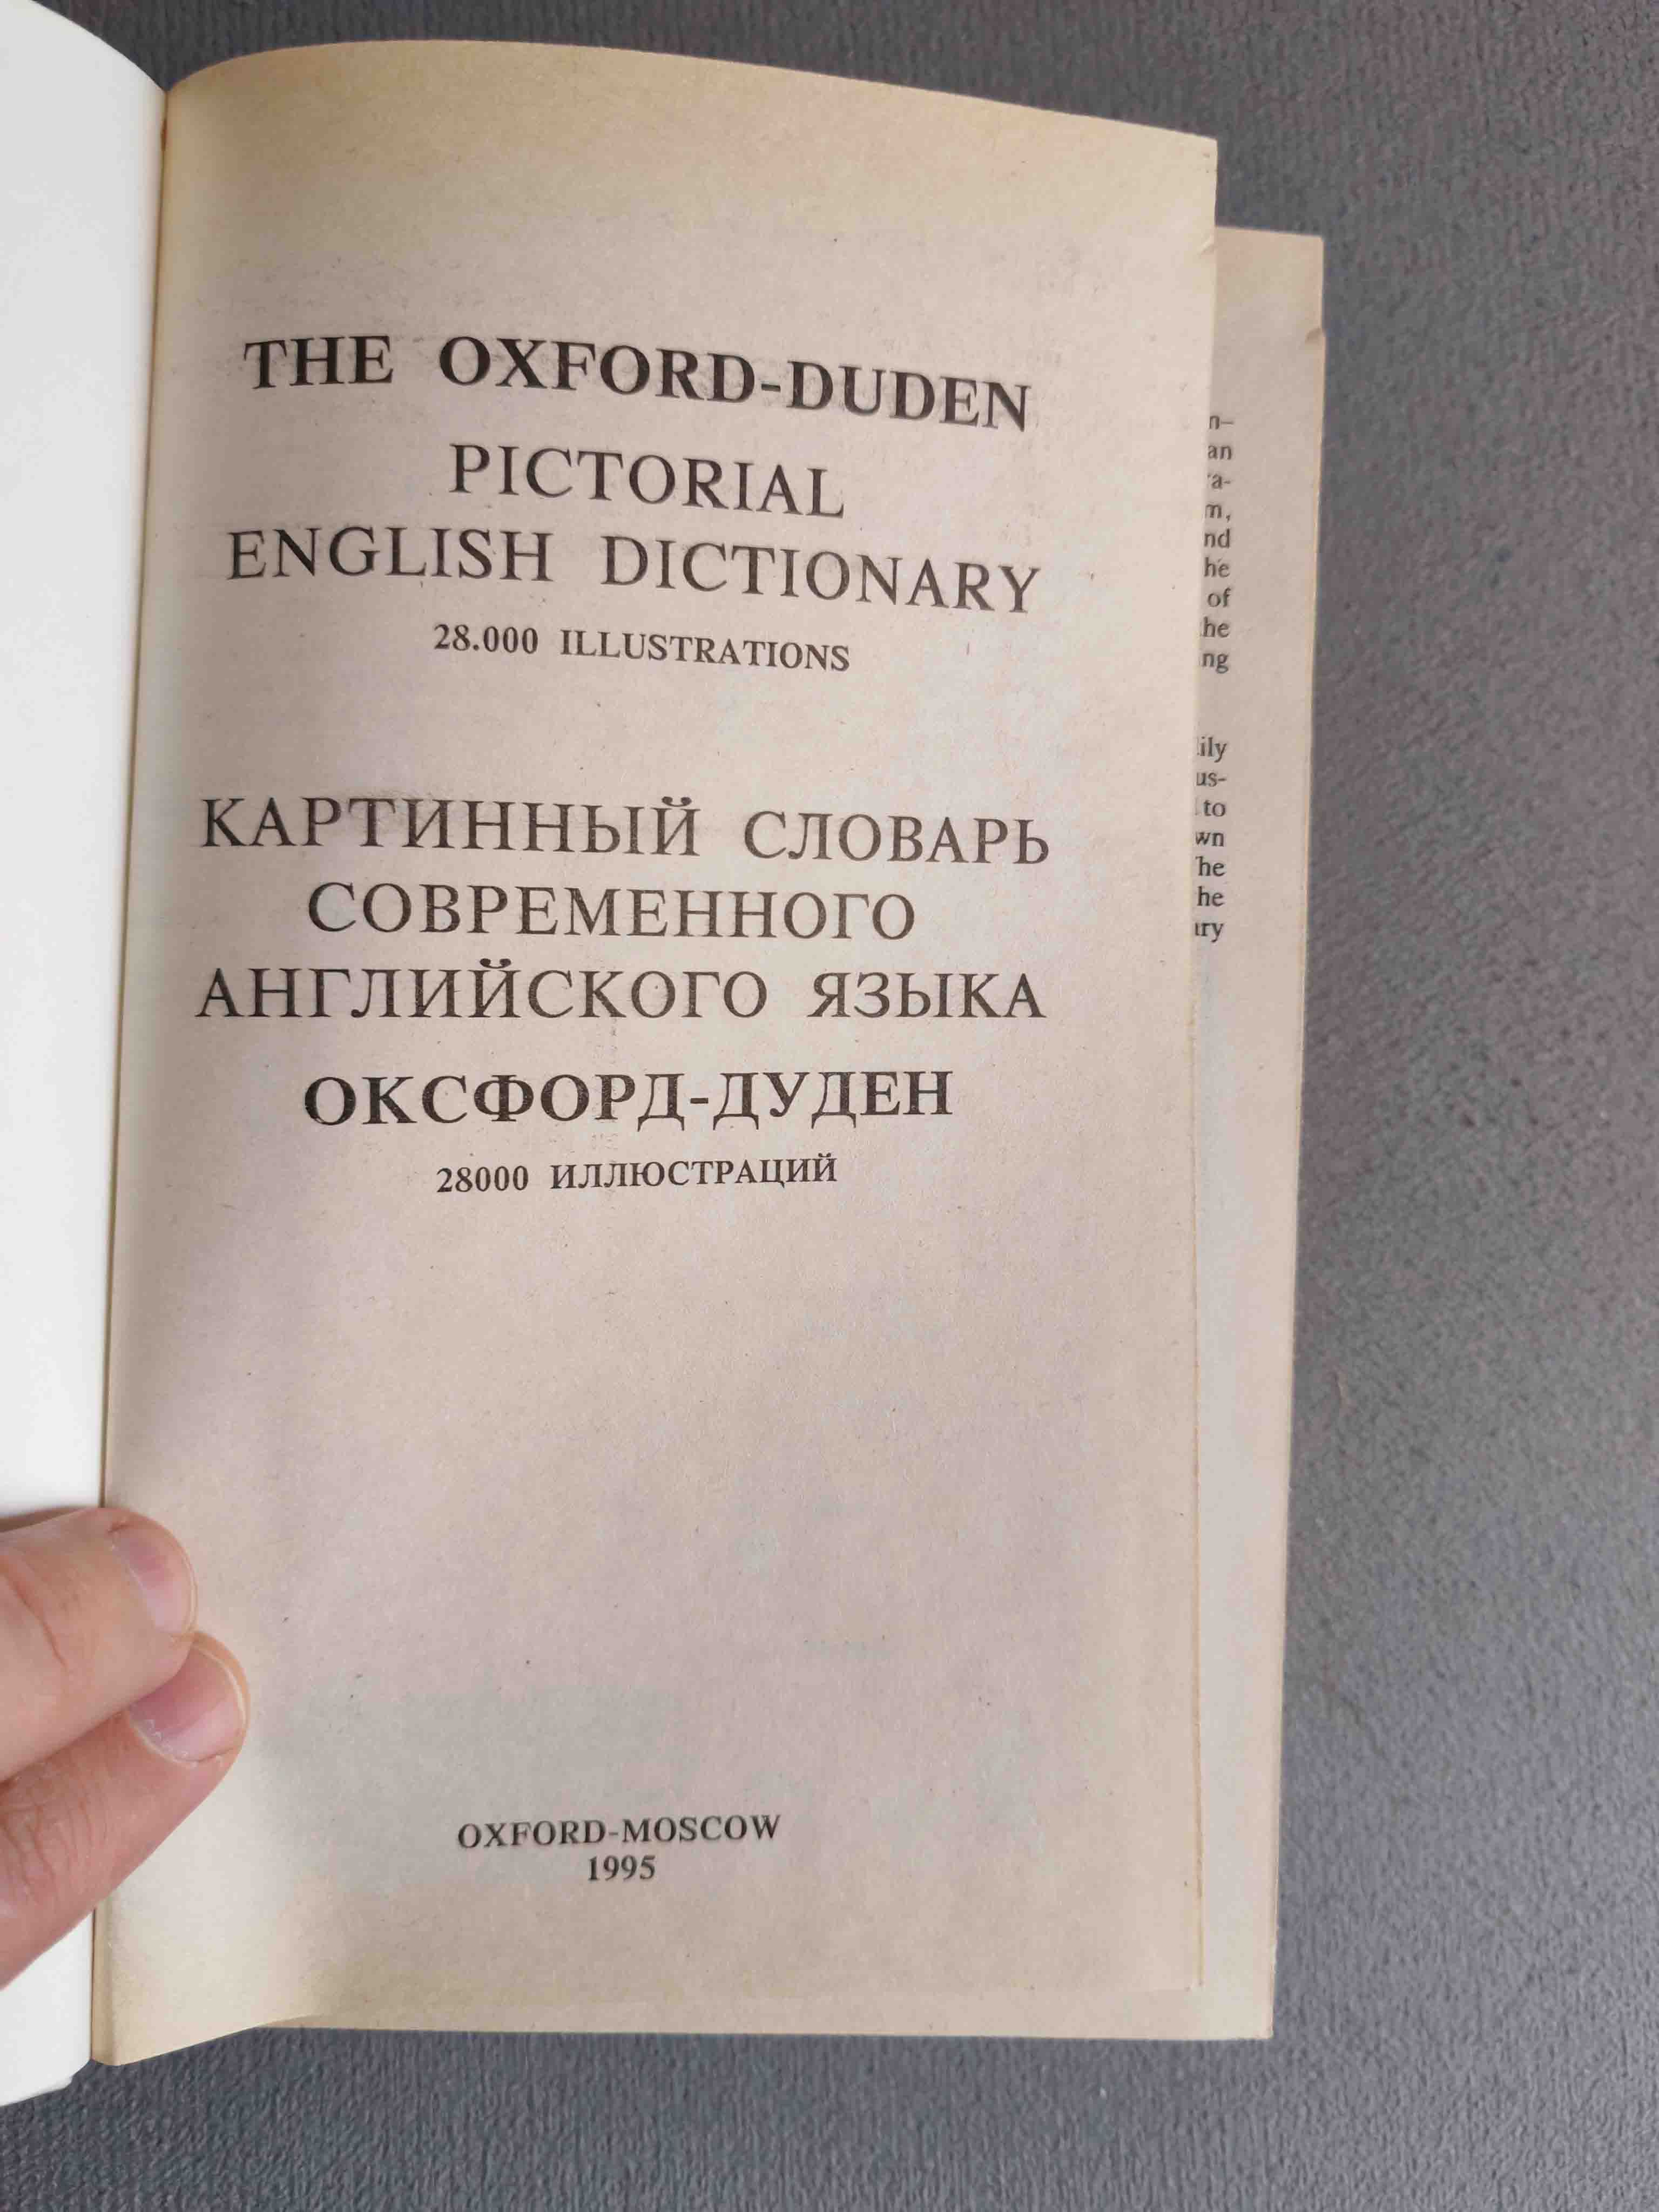 THE OXFORD-DUDEN
PICTORIAL
ENGLISH DICTIONARY
28.000 ILLUSTRATIONS
КАРТИННЫЙ СЛОВАРЬ
СОВРЕМЕННОГО
АНГЛИЙСКОГО ЯЗЫКА
ОКСФОРД-ДУДЕН
28000 ИЛЛЮСТРАЦИЙ
OXFORD-MOSCOW
1995